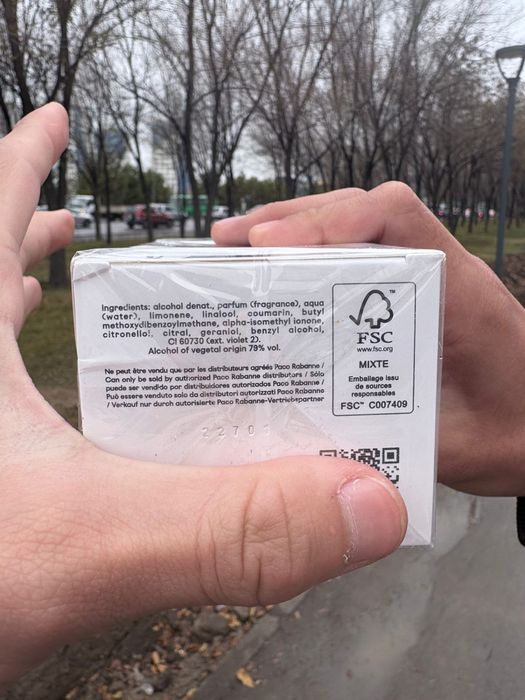 Ingredients: alcohol denat., parfum (fragrance), aqua
(water), limonene, linalool, coumarin, butyl
methoxydibenzoylmethane, alpha-isomethyl ionone,
citronellol, citral, geraniol, benzyl alcohol,
CI 60730 (ext. violet 2).
Alcohol of vegetal origin 79% vol.
Ne peut être vendu que par les distributeurs agréés Paco Rabanne /
Can only be sold by authorized Paco Rabanne distributors / Sólo
puede ser vendido por distribuidores autorizados Paco Rabanne /
Può essere venduto solo da distributori autorizzati Paco Rabanne
/ Verkauf nur durch autorisierte Paco Rabanne-Vertriebspartner
2270
TM
FSC
www.fsc.org
MIXTE
Emballage issu
de sources
responsables
FSC® C007409